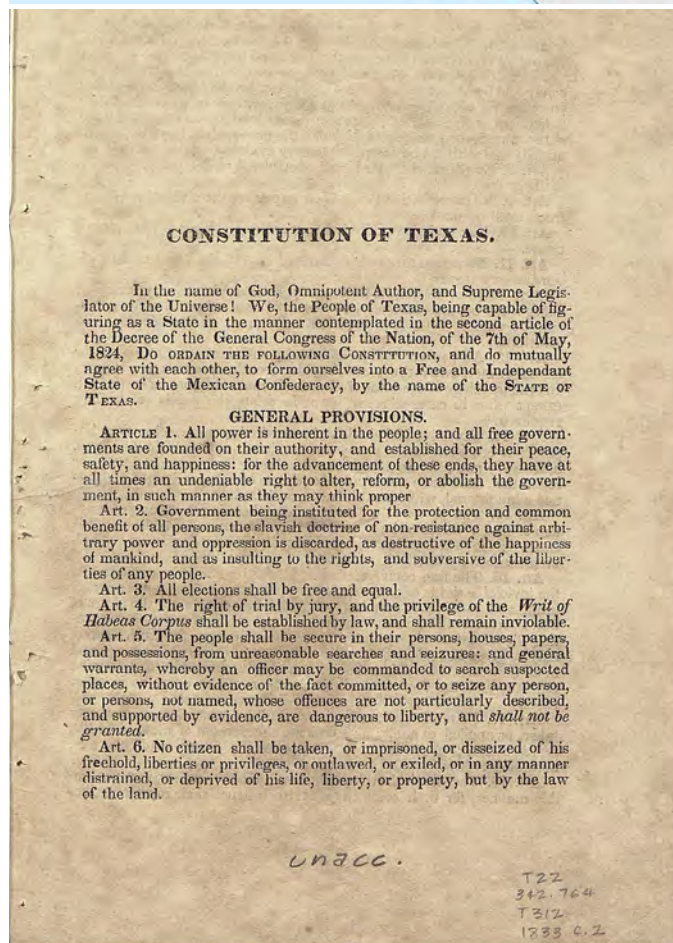 CONSTITUTION OF TEXAS.
In the name of God, Omnipotent Author, and Supreme Legis-
lator of the Universe! We, the People of Texas, being capable of fig-
uring as a State in the manner contemplated in the second article of
the Decree of the General Congress of the Nation, of the 7th of May,
1824, DO ORDAIN THE FOLLOWING CONSTITUTION, and do mutually
agree with each other, to form ourselves into a Free and Independant
State of the Mexican Confederacy, by the name of the STATE OF
TEXAS.
GENERAL PROVISIONS.
ARTICLE 1. All power is inherent in the people; and all free govern-
ments are founded on their authority, and established for their peace,
safety, and happiness: for the advancement of these ends, they have at
all times an undeniable right to alter, reform, or abolish the govern-
ment, in such manner as they may think proper
Art. 2. Government being instituted for the protection and common
benefit of all persons, the slavish doctrine of non-resistance against arbi-
trary power and oppression is discarded, as destructive of the happiness
of mankind, and as insulting to the rights, and subversive of the liber-
ties of any people.
Art. 3. All elections shall be free and equal.
Art. 4. The right of trial by jury, and the privilege of the Writ of
Habeas Corpus shall be established by law, and shall remain inviolable.
Art. 5. The people shall be secure in their persons, houses, papers,
and possessions, from unreasonable searches and seizures: and general
warrants, whereby an officer may be commanded to search suspected
places, without evidence of the fact committed, or to seize any person,
or persons, not named, whose offences are not particularly described,
and supported by evidence, are dangerous to liberty, and shall not be
granted.
Art. 6. No citizen shall be taken, or imprisoned, or disseized of his
freehold, liberties or privileges, or outlawed, or exiled, or in any manner
distrained, or deprived of his life, liberty, or property, but by the law
of the land.
unacc.
T22
342.764
T312
1833 C.2